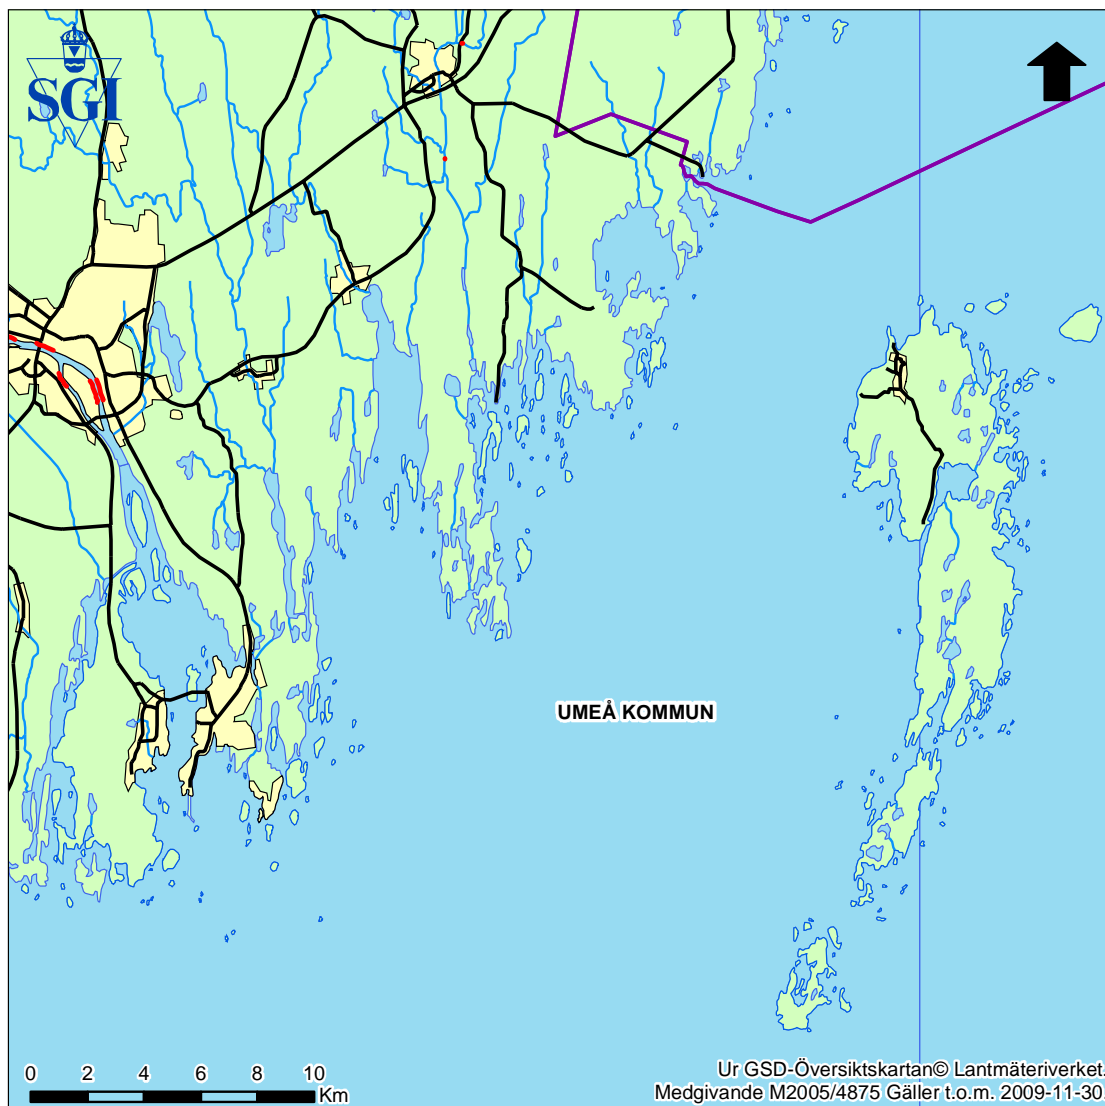 SGI
UMEÅ KOMMUN
0 2 4 6 8 10
Km
Ur GSD-Översiktskartan© Lantmäteriverket.
Medgivande M2005/4875 Gäller t.o.m. 2009-11-30